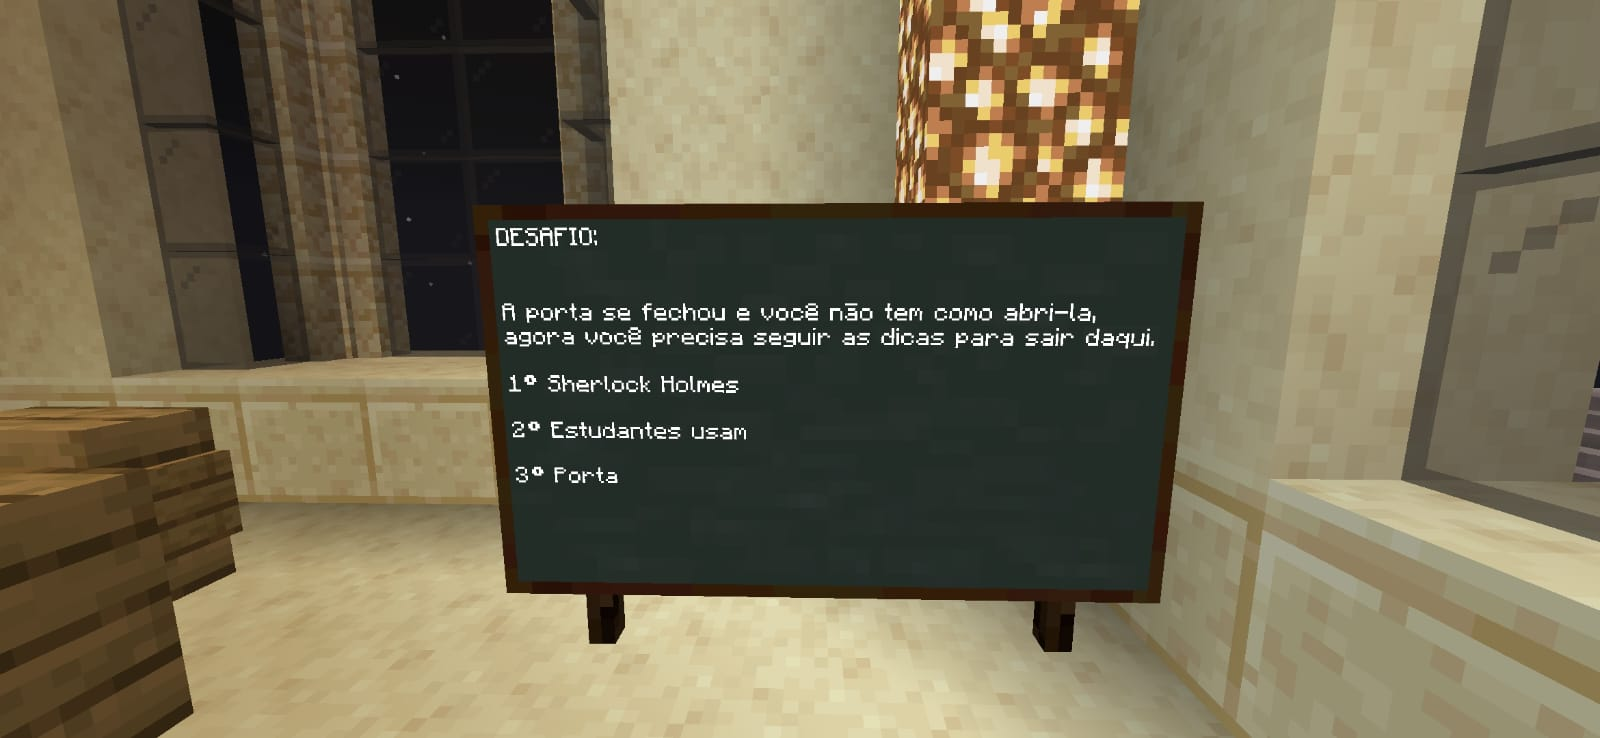 DESAFIO:
A porta se fechou e você não tem como abri-la,
agora você precisa seguir as dicas para sair daqui.
1º Sherlock Holmes
2º Estudantes usam
3º Porta